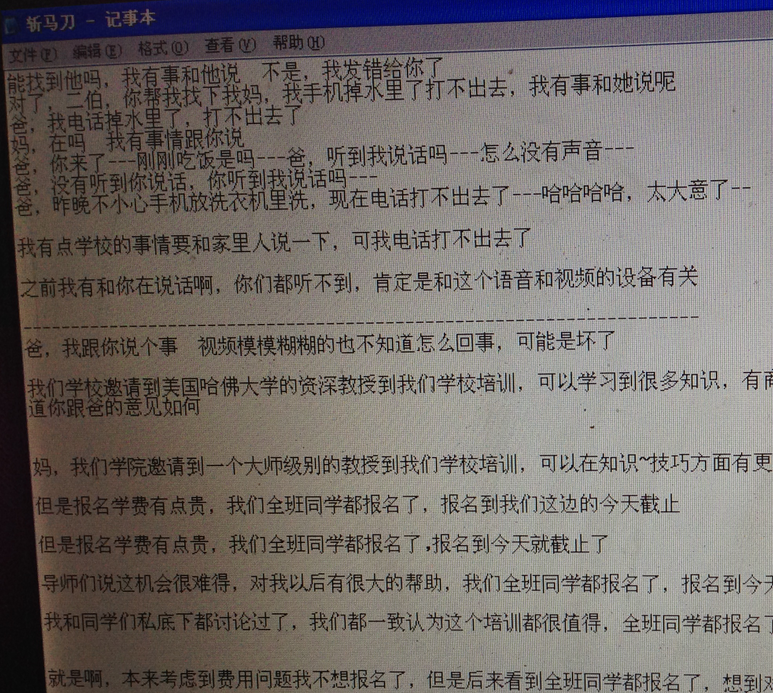 斩马刀 - 记事本
文件(F) 编辑(E) 格式(O) 查看(V) 帮助(H)
能找到他吗，我有事和他说 不是，我发错给你了
对了，二伯，你帮我找下我妈，我手机掉水里了打不出去，我有事和她说呢
爸，我电话掉水里了，打不出去了
妈，在吗 我有事情跟你说
爸，你来了---刚刚吃饭是吗---爸，听到我说话吗---怎么没有声音---
爸，没有听到你说话，你听到我说话吗---
爸，昨晚不小心手机放洗衣机里洗，现在电话打不出去了---哈哈哈哈，太大意了--
我有点学校的事情要和家里人说一下，可我电话打不出去了
之前我有和你在说话啊，你们都听不到，肯定是和这个语音和视频的设备有关
爸，我跟你说个事 视频模模糊糊的也不知道怎么回事，可能是坏了
我们学校邀请到美国哈佛大学的资深教授到我们学校培训，可以学习到很多知识，有商
道你跟爸的意见如何
妈，我们学院邀请到一个大师级别的教授到我们学校培训，可以在知识~技巧方面有更
但是报名学费有点贵，我们全班同学都报名了，报名到我们这边的今天截止
但是报名学费有点贵，我们全班同学都报名了,报名到今天就截止了
导师们说这机会很难得，对我以后有很大的帮助，我们全班同学都报名了，报名到今天
我和同学们私底下都讨论过了，我们都一致认为这个培训都很值得，全班同学都报名了
就是啊，本来考虑到费用问题我不想报名了，但是后来看到全班同学都报名了，想到对